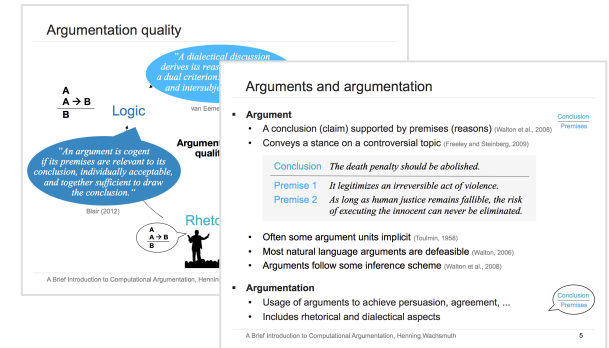 Argumentation quality
"A dialectical discussion
derives its
a dual criterion
and
van
A
A → B
B
Logic
"An argument is cogent
if its premises are relevant to its
conclusion, individually acceptable,
and together sufficient to draw
the conclusion."
Blair (2012)
A
A → B
B
A Brief Introduction to Computational Argumentation,
Arguments and argumentation
Argument
Conclusion
Premises
• A conclusion (claim) supported by premises (reasons) (Walton et al., 2008)
• Conveys a stance on a controversial topic (Freeley and Steinberg, 2009)
Conclusion The death penalty should be abolished.
Premise 1 It legitimizes an irreversible act of violence.
Premise 2 As long as human justice remains fallible, the risk
of executing the innocent can never be eliminated.
• Often some argument units implicit (Toulmin, 1958)
• Most natural language arguments are defeasible (Walton, 2006)
• Arguments follow some inference scheme (Walton et al., 2008)
Argumentation
• Usage of arguments to achieve persuasion, agreement, ...
• Includes rhetorical and dialectical aspects
Conclusion
Premises
A Brief Introduction to Computational Argumentation, Henning Wachsmuth
5